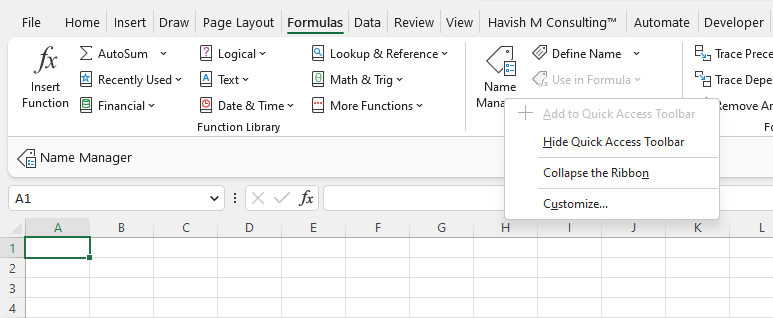 File Home Insert Draw Page Layout Formulas Data Review View Havish M Consulting™ Automate Developer
fx
Insert
Function
AutoSum
Recently Used
Financial
Logical
Text
Date & Time
Lookup & Reference
Math & Trig
More Functions
Function Library
Name
Define Name
Use in Formula
Trace Prece
Trace Depe
Remove Ar
Add to Quick Access Toolbar
Hide Quick Access Toolbar
Collapse the Ribbon
Customize...
Name Manager
A1
fx
A B C D E F G H I J K L
1
2
3
4